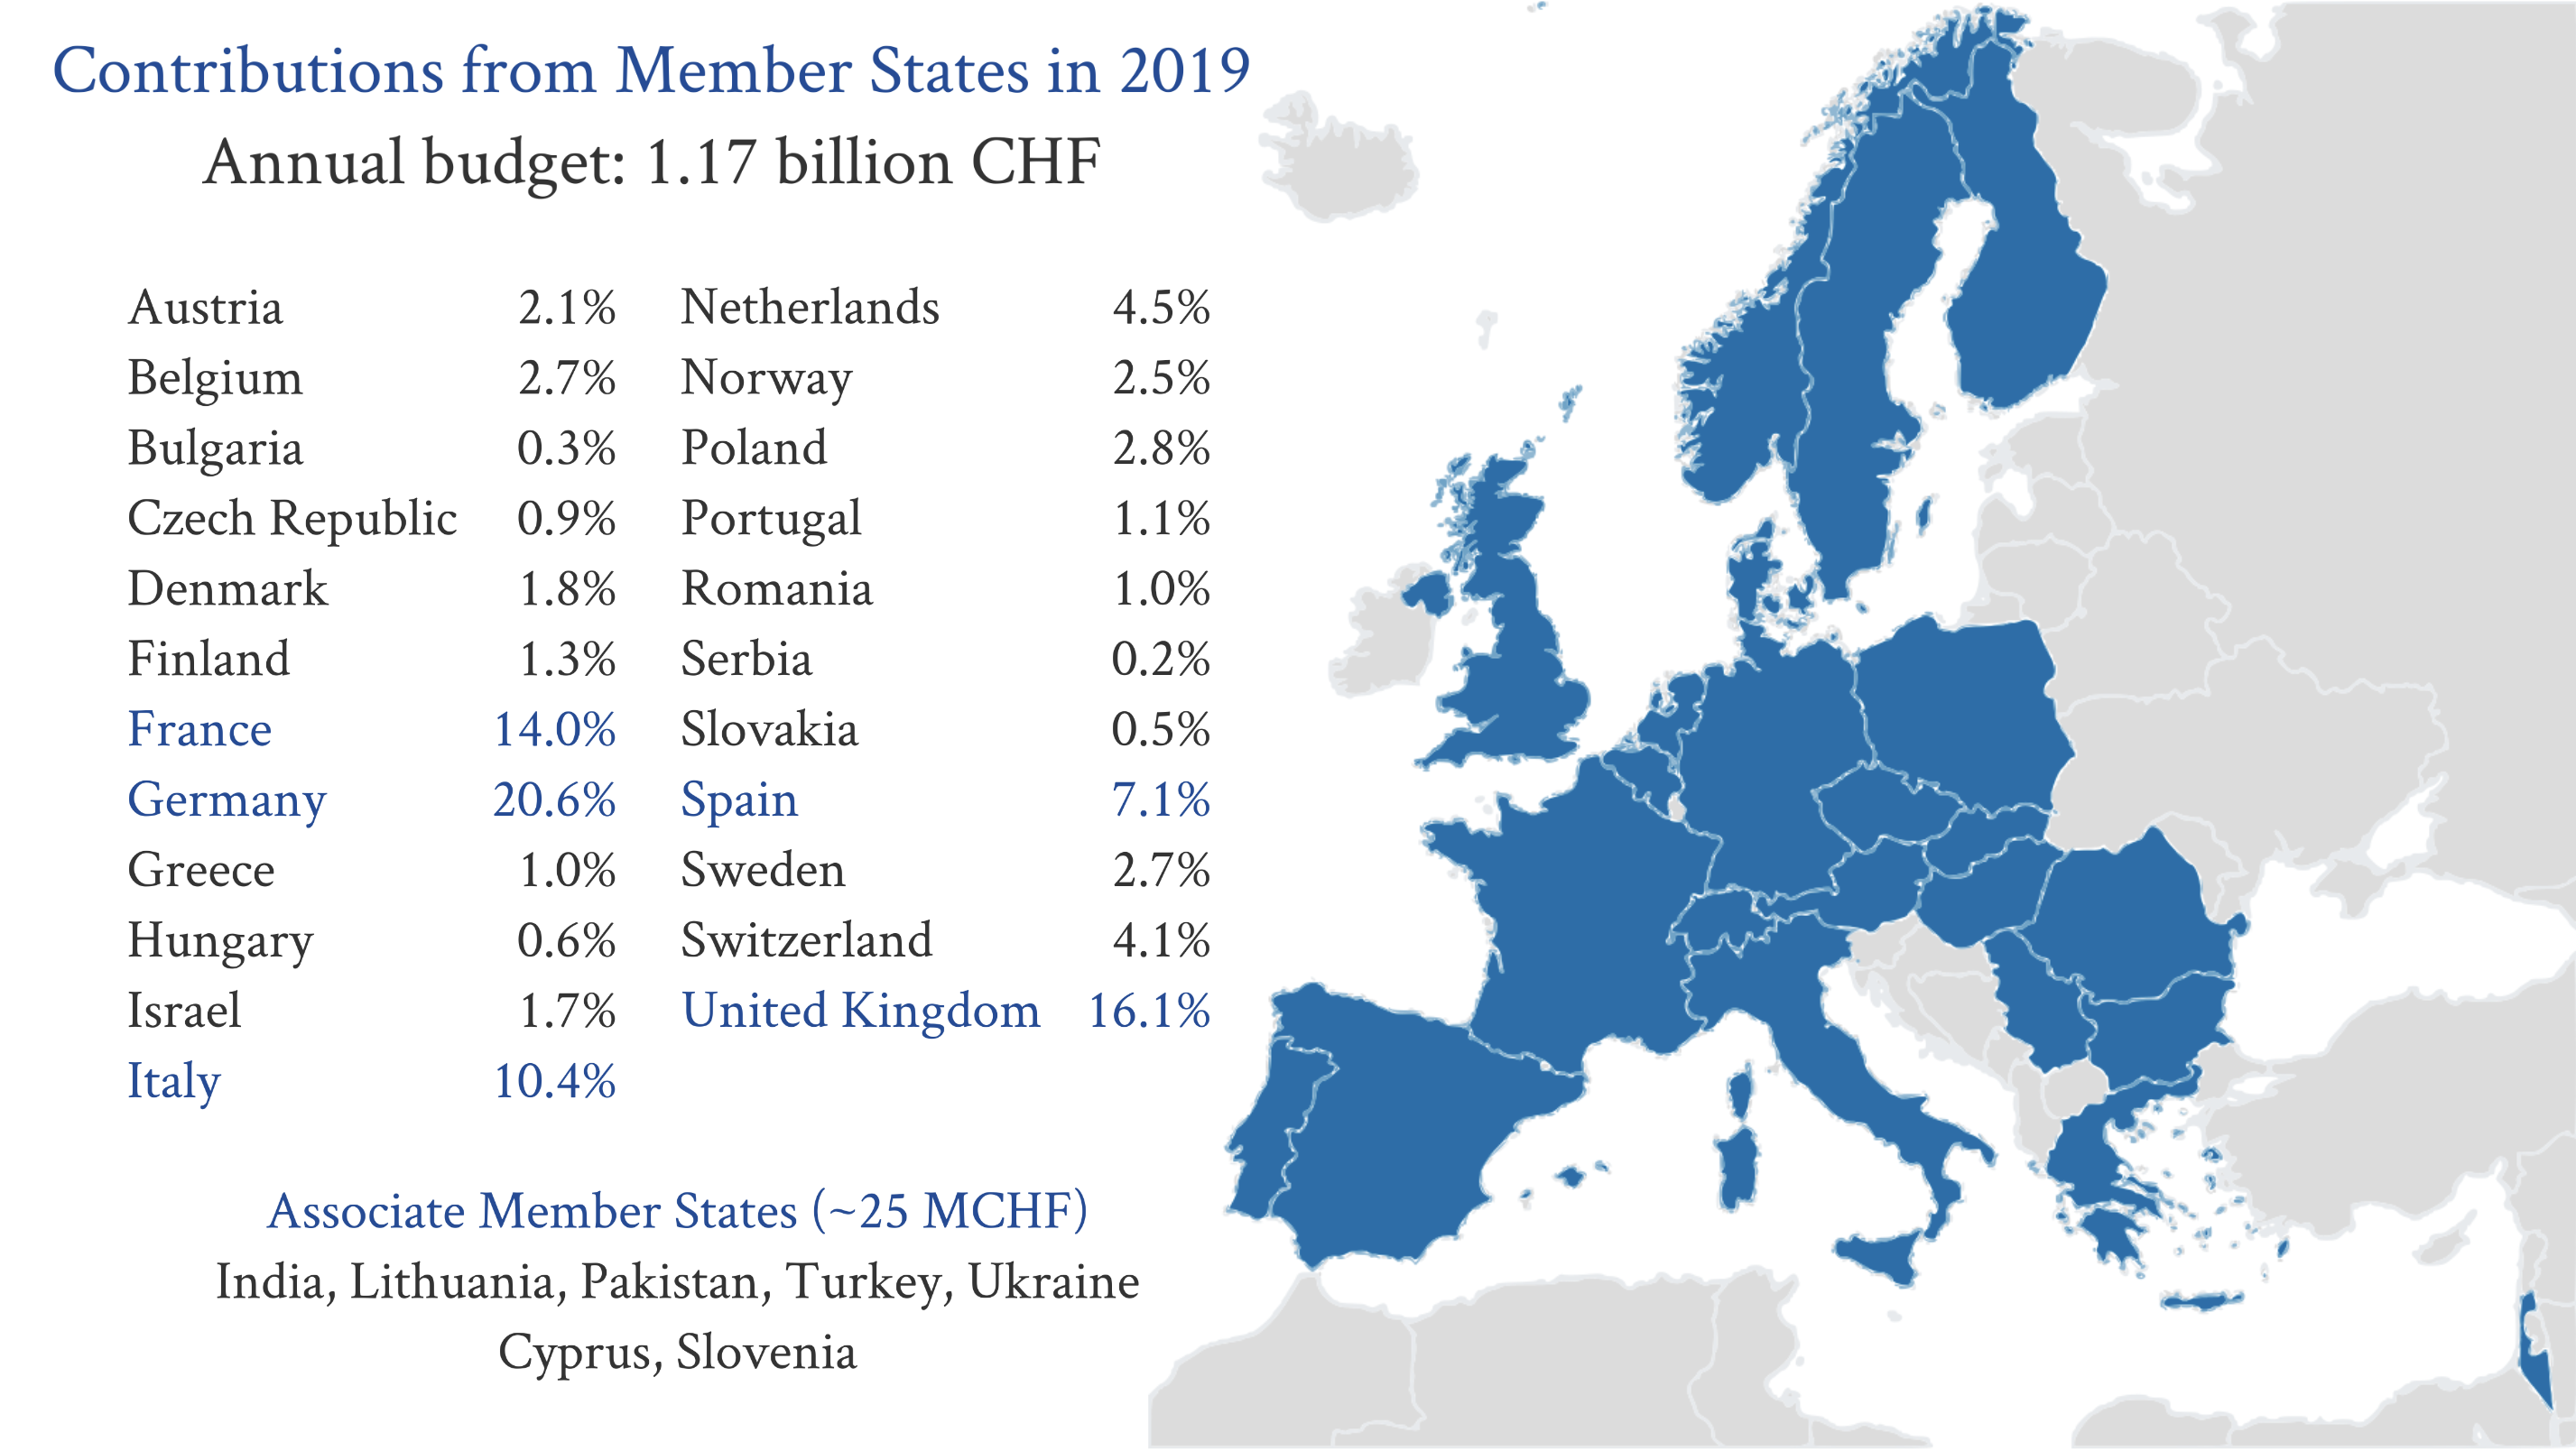 Contributions from Member States in 2019
Annual budget: 1.17 billion CHF
Austria 2.1%
Belgium 2.7%
Bulgaria 0.3%
Czech Republic 0.9%
Denmark 1.8%
Finland 1.3%
France 14.0%
Germany 20.6%
Greece 1.0%
Hungary 0.6%
Israel 1.7%
Italy 10.4%
Netherlands 4.5%
Norway 2.5%
Poland 2.8%
Portugal 1.1%
Romania 1.0%
Serbia 0.2%
Slovakia 0.5%
Spain 7.1%
Sweden 2.7%
Switzerland 4.1%
United Kingdom 16.1%
Associate Member States (~25 MCHF)
India, Lithuania, Pakistan, Turkey, Ukraine
Cyprus, Slovenia